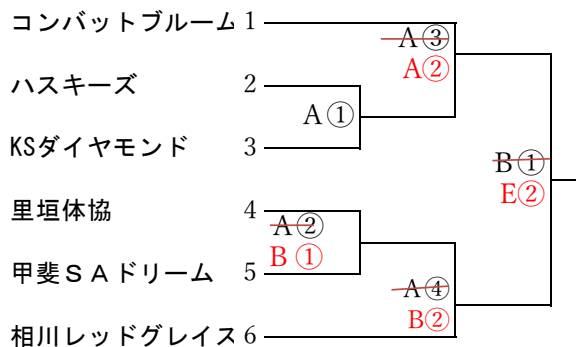 コンバットブルーム 1
A③
A②
ハスキーズ 2
A①
KSダイヤモンド 3
B①
E②
里垣体協 4
A②
B①
甲斐ＳＡドリーム 5
A④
B②
相川レッドグレイス 6